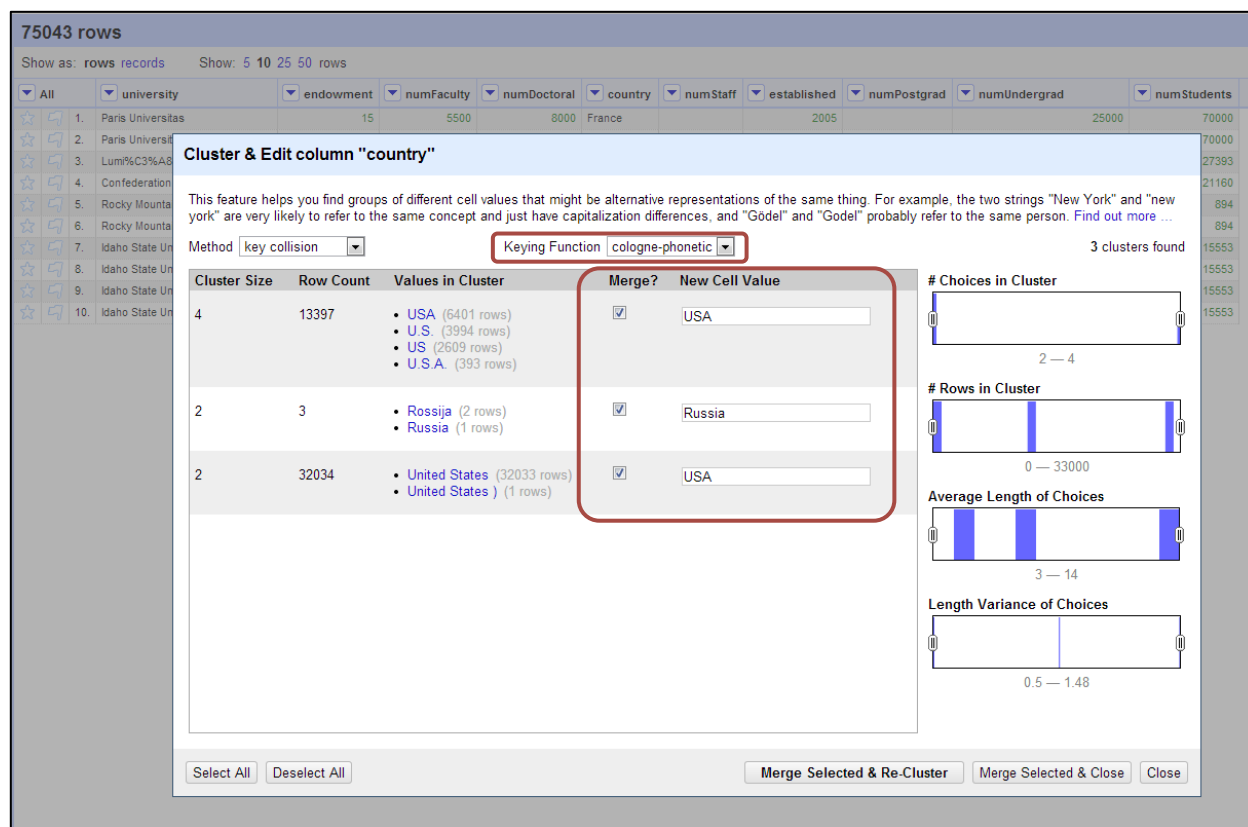 75043 rows
Show as: rows records Show: 5 10 25 50 rows
All university endowment numFaculty numDoctoral country numStaff established numPostgrad numUndergrad numStudents
1. Paris Universitas 15 5500 8000 France 2005 25000 70000
2. Paris Universit 70000
3. Lumi%C3%A8 27393
4. Confederation 21160
5. Rocky Mounta 894
6. Rocky Mounta 894
7. Idaho State Un 15553
8. Idaho State Un 15553
9. Idaho State Un 15553
10. Idaho State Un 15553
Cluster & Edit column "country"
This feature helps you find groups of different cell values that might be alternative representations of the same thing. For example, the two strings "New York" and "new
york" are very likely to refer to the same concept and just have capitalization differences, and "Gödel" and "Godel" probably refer to the same person. Find out more ...
Method key collision Keying Function cologne-phonetic 3 clusters found
Cluster Size Row Count Values in Cluster Merge? New Cell Value
4 13397 • USA (6401 rows) USA
• U.S. (3994 rows)
• US (2609 rows)
• U.S.A. (393 rows)
2 3 • Rossija (2 rows) Russia
• Russia (1 rows)
2 32034 • United States (32033 rows) USA
• United States ) (1 rows)
# Choices in Cluster
2 — 4
# Rows in Cluster
0 — 33000
Average Length of Choices
3 — 14
Length Variance of Choices
0.5 — 1.48
Select All Deselect All Merge Selected & Re-Cluster Merge Selected & Close Close